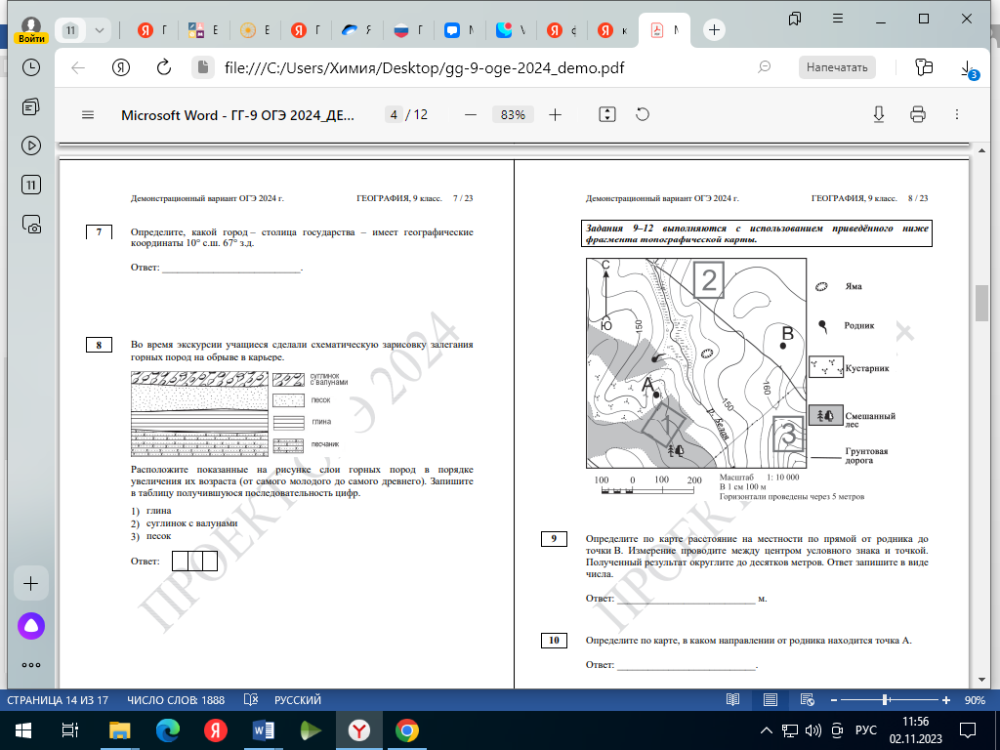 11
Г
Е
Е
Г
Я
Г
М
V
ф
к
М
Войти
file:///C:/Users/Химия/Desktop/gg-9-oge-2024_demo.pdf
Напечатать
3
Microsoft Word - ГГ-9 ОГЭ 2024_ДЕ...
4 / 12
83%
11
Демонстрационный вариант ОГЭ 2024 г.
ГЕОГРАФИЯ, 9 класс. 7 / 23
7
Определите, какой город – столица государства – имеет географические
координаты 10° с.ш. 67° з.д.
Ответ: ___________________________.
8
Во время экскурсии учащиеся сделали схематическую зарисовку залегания
горных пород на обрыве в карьере.
суглинок
с валунами
песок
глина
песчаник
Расположите показанные на рисунке слои горных пород в порядке
увеличения их возраста (от самого молодого до самого древнего). Запишите
в таблицу получившуюся последовательность цифр.
1) глина
2) суглинок с валунами
3) песок
Ответ:
ПРОЕКТ ОГЭ 2024
Демонстрационный вариант ОГЭ 2024 г.
ГЕОГРАФИЯ, 9 класс. 8 / 23
Задания 9–12 выполняются с использованием приведённого ниже
фрагмента топографической карты.
С
Ю
150
2
В
А
1
150
160
р. Белая
3
Яма
Родник
Кустарник
Смешанный
лес
Грунтовая
дорога
100 0 100 200
Масштаб 1: 10 000
В 1 см 100 м
Горизонтали проведены через 5 метров
9
Определите по карте расстояние на местности по прямой от родника до
точки В. Измерение проводите между центром условного знака и точкой.
Полученный результат округлите до десятков метров. Ответ запишите в виде
числа.
Ответ: ___________________________ м.
10
Определите по карте, в каком направлении от родника находится точка А.
Ответ: ___________________________.
СТРАНИЦА 14 ИЗ 17
ЧИСЛО СЛОВ: 1888
РУССКИЙ
90%
РУС
11:56
02.11.2023